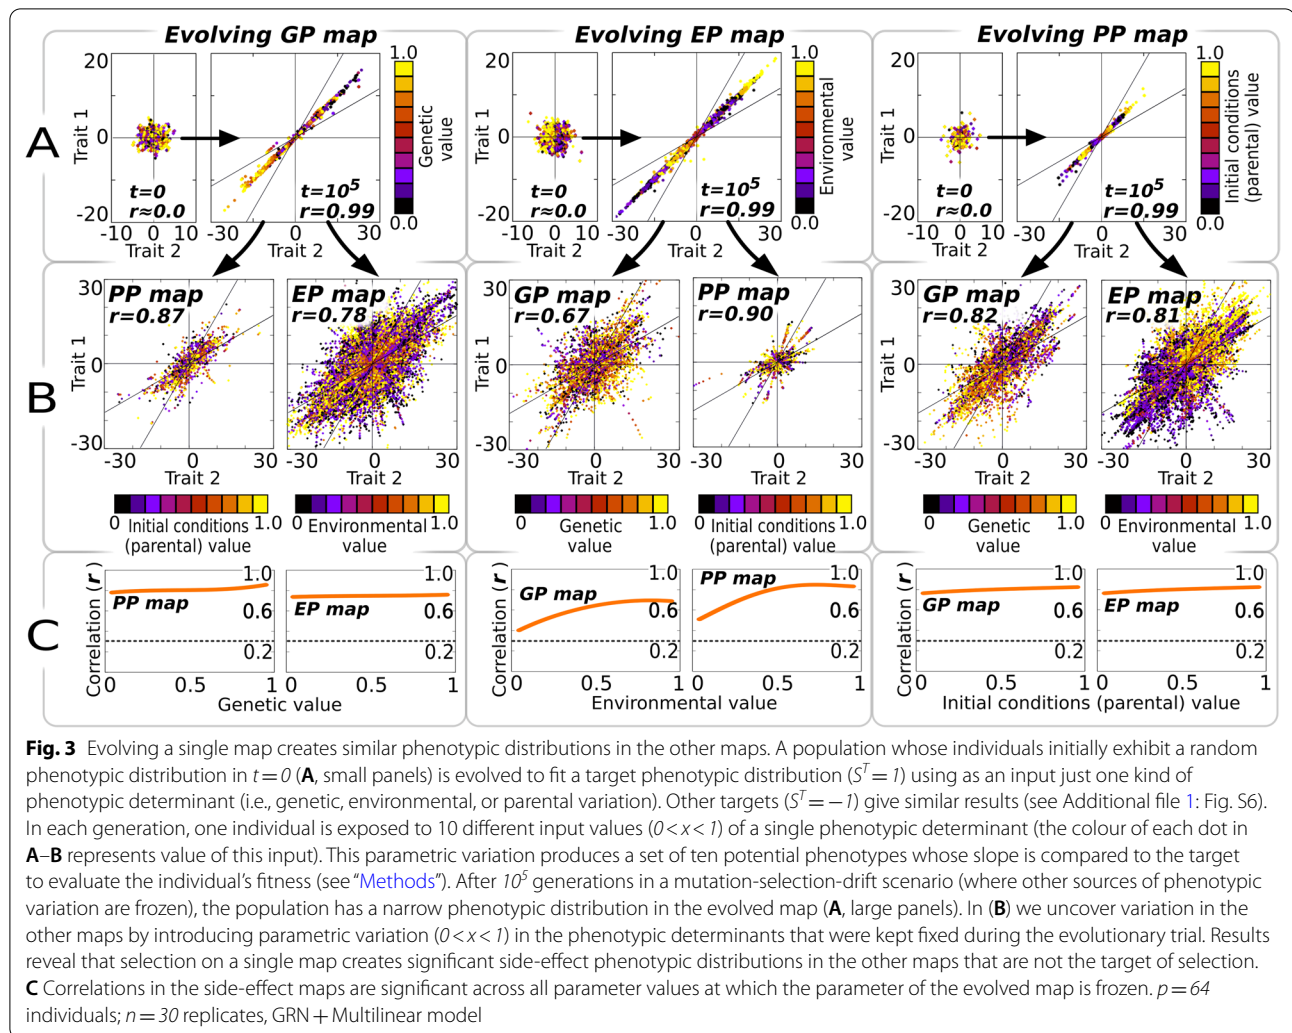 Evolving GP map
Evolving EP map
Evolving PP map
A
Trait 1
20
0
-20
t=0
r≈0.0
-10 0 10
Trait 2
t=10⁵
r=0.99
-30 0 30
Trait 2
1.0
0.0
Genetic
value
Trait 1
20
0
-20
t=0
r≈0.0
-10 0 10
Trait 2
t=10⁵
r=0.99
-30 0 30
Trait 2
1.0
0.0
Environmental
value
Trait 1
20
0
-20
t=0
r≈0.0
-10 0 10
Trait 2
t=10⁵
r=0.99
-30 0 30
Trait 2
1.0
0.0
Initial conditions
(parental) value
B
Trait 1
30
0
-30
PP map
r=0.87
-30 0 30
Trait 2
0 1.0
Initial conditions
(parental) value
EP map
r=0.78
-30 0 30
Trait 2
0 1.0
Environmental
value
Trait 1
30
0
-30
GP map
r=0.67
-30 0 30
Trait 2
0 1.0
Genetic
value
PP map
r=0.90
-30 0 30
Trait 2
0 1.0
Initial conditions
(parental) value
Trait 1
30
0
-30
GP map
r=0.82
-30 0 30
Trait 2
0 1.0
Genetic
value
EP map
r=0.81
-30 0 30
Trait 2
0 1.0
Environmental
value
C
Correlation (r )
PP map
1.0
0.6
0.2
0 0.5 1
EP map
1.0
0.6
0.2
0 0.5 1
Genetic value
Correlation (r )
GP map
1.0
0.6
0.2
0 0.5 1
PP map
1.0
0.6
0.2
0 0.5 1
Environmental value
Correlation (r )
GP map
1.0
0.6
0.2
0 0.5 1
EP map
1.0
0.6
0.2
0 0.5 1
Initial conditions (parental) value
Fig. 3 Evolving a single map creates similar phenotypic distributions in the other maps. A population whose individuals initially exhibit a random
phenotypic distribution in t = 0 (A, small panels) is evolved to fit a target phenotypic distribution (Sᵀ = 1) using as an input just one kind of
phenotypic determinant (i.e., genetic, environmental, or parental variation). Other targets (Sᵀ = −1) give similar results (see Additional file 1: Fig. S6).
In each generation, one individual is exposed to 10 different input values (0 < x < 1) of a single phenotypic determinant (the colour of each dot in
A–B represents value of this input). This parametric variation produces a set of ten potential phenotypes whose slope is compared to the target
to evaluate the individual's fitness (see “Methods”). After 10⁵ generations in a mutation-selection-drift scenario (where other sources of phenotypic
variation are frozen), the population has a narrow phenotypic distribution in the evolved map (A, large panels). In (B) we uncover variation in the
other maps by introducing parametric variation (0 < x < 1) in the phenotypic determinants that were kept fixed during the evolutionary trial. Results
reveal that selection on a single map creates significant side-effect phenotypic distributions in the other maps that are not the target of selection.
C Correlations in the side-effect maps are significant across all parameter values at which the parameter of the evolved map is frozen. p = 64
individuals; n = 30 replicates, GRN + Multilinear model